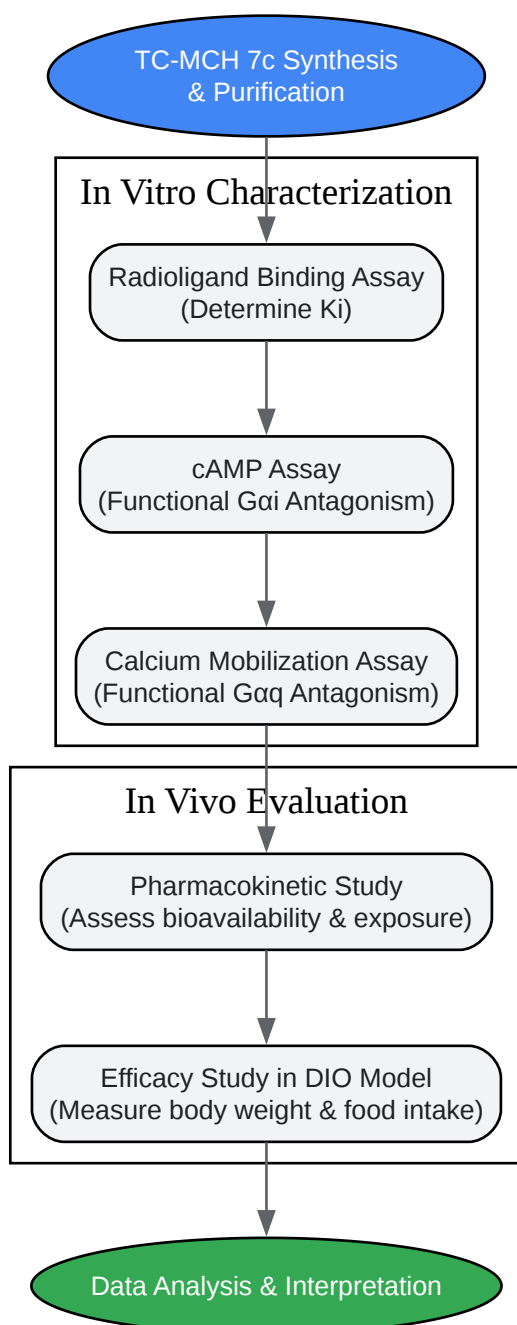 TC-MCH 7c Synthesis
& Purification
In Vitro Characterization
Radioligand Binding Assay
(Determine Ki)
cAMP Assay
(Functional Gαi Antagonism)
Calcium Mobilization Assay
(Functional Gαq Antagonism)
In Vivo Evaluation
Pharmacokinetic Study
(Assess bioavailability & exposure)
Efficacy Study in DIO Model
(Measure body weight & food intake)
Data Analysis & Interpretation